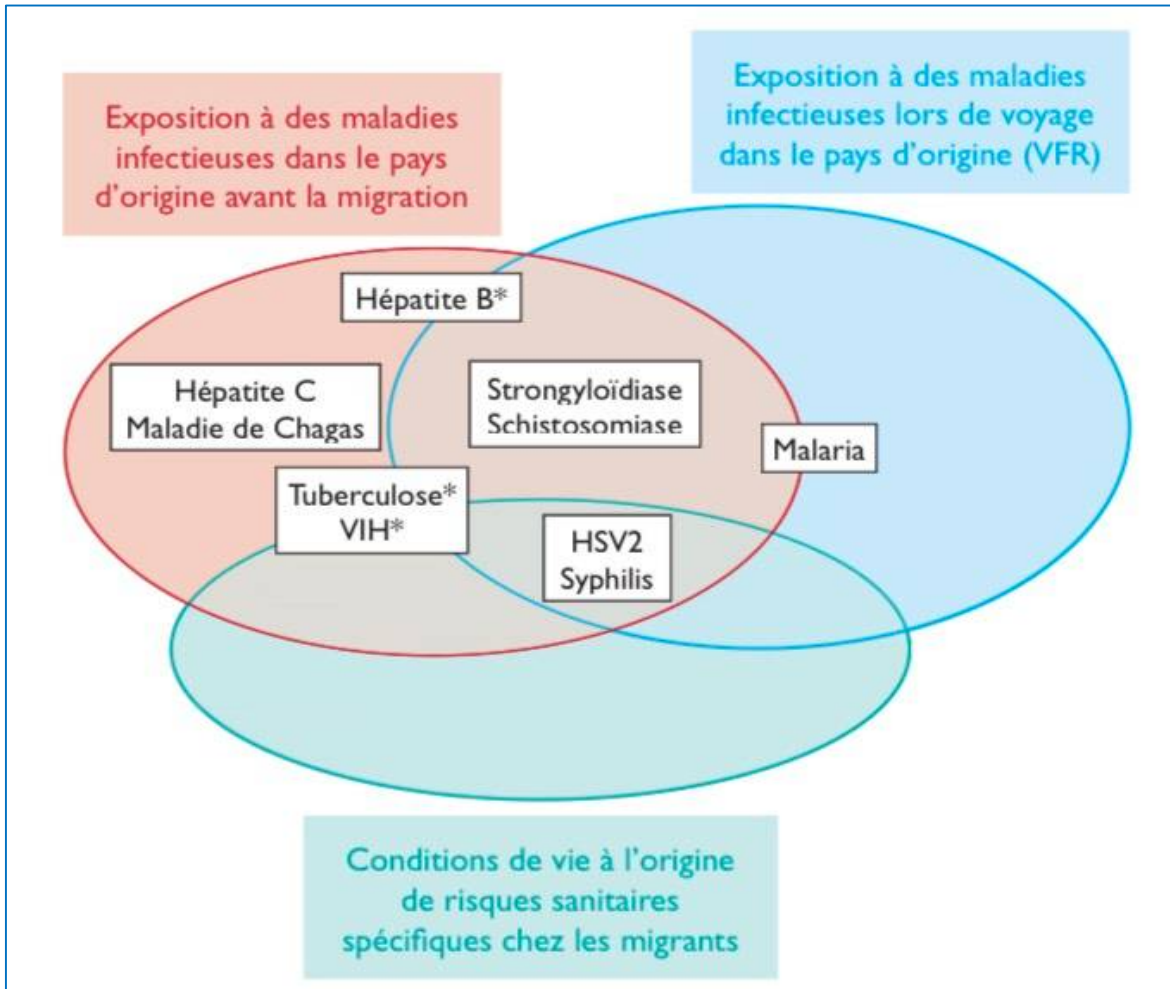 Exposition à des maladies
infectieuses dans le pays
d'origine avant la migration
Exposition à des maladies
infectieuses lors de voyage
dans le pays d'origine (VFR)
Hépatite B*
Hépatite C
Maladie de Chagas
Strongyloïdiase
Schistosomiase
Malaria
Tuberculose*
VIH*
HSV2
Syphilis
Conditions de vie à l'origine
de risques sanitaires
spécifiques chez les migrants